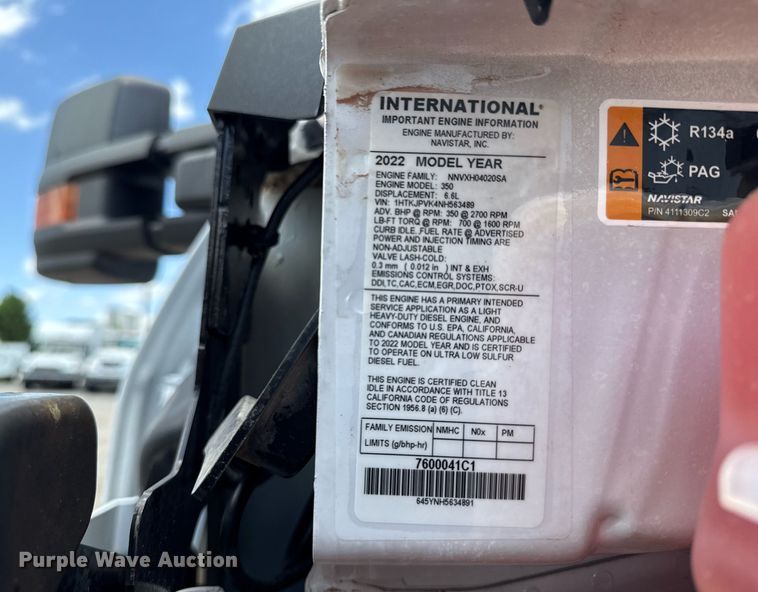 INTERNATIONAL®
IMPORTANT ENGINE INFORMATION
ENGINE MANUFACTURED BY:
NAVISTAR, INC.
2022 MODEL YEAR
ENGINE FAMILY: NNVXH04020SA
ENGINE MODEL: 350
DISPLACEMENT: 6.6L
VIN: 1HTKJPVK4NH563489
ADV. BHP @ RPM: 350 @ 2700 RPM
LB-FT TORQ @ RPM: 700 @ 1600 RPM
CURB IDLE, FUEL RATE @ ADVERTISED
POWER AND INJECTION TIMING ARE
NON-ADJUSTABLE
VALVE LASH-COLD:
0.3 mm ( 0.012 in ) INT & EXH
EMISSIONS CONTROL SYSTEMS:
DDI,TC,CAC,ECM,EGR,DOC,PTOX,SCR-U
THIS ENGINE HAS A PRIMARY INTENDED
SERVICE APPLICATION AS A LIGHT
HEAVY-DUTY DIESEL ENGINE, AND
CONFORMS TO U.S. EPA, CALIFORNIA,
AND CANADIAN REGULATIONS APPLICABLE
TO 2022 MODEL YEAR AND IS CERTIFIED
TO OPERATE ON ULTRA LOW SULFUR
DIESEL FUEL.
THIS ENGINE IS CERTIFIED CLEAN
IDLE IN ACCORDANCE WITH TITLE 13
CALIFORNIA CODE OF REGULATIONS
SECTION 1956.8 (a) (6) (C).
FAMILY EMISSION NMHC N0x PM
LIMITS (g/bhp-hr)
7600041C1
645YNH5634891
R134a
PAG
NAVISTAR
P/N 4111309C2 SA
Purple Wave Auction